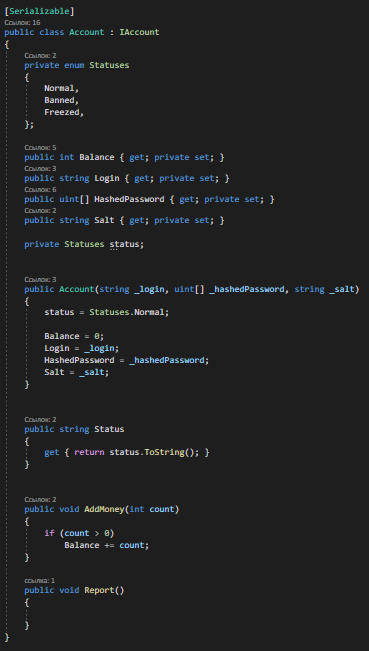 [Serializable]
Ссылок: 16
public class Account : IAccount
{
Ссылок: 2
private enum Statuses
{
Normal,
Banned,
Freezed,
};
Ссылок: 5
public int Balance { get; private set; }
Ссылок: 3
public string Login { get; private set; }
Ссылок: 6
public uint[] HashedPassword { get; private set; }
Ссылок: 2
public string Salt { get; private set; }
private Statuses status;
Ссылок: 3
public Account(string _login, uint[] _hashedPassword, string _salt)
{
status = Statuses.Normal;
Balance = 0;
Login = _login;
HashedPassword = _hashedPassword;
Salt = _salt;
}
Ссылок: 2
public string Status
{
get { return status.ToString(); }
}
Ссылок: 2
public void AddMoney(int count)
{
if (count > 0)
Balance += count;
}
ссылка: 1
public void Report()
{
}
}